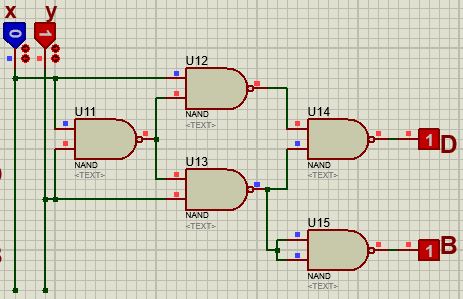 x y
0 1
U12
NAND
<TEXT>
U11
NAND
<TEXT>
U14
NAND
<TEXT>
1 D
U13
NAND
<TEXT>
U15
NAND
<TEXT>
1 B